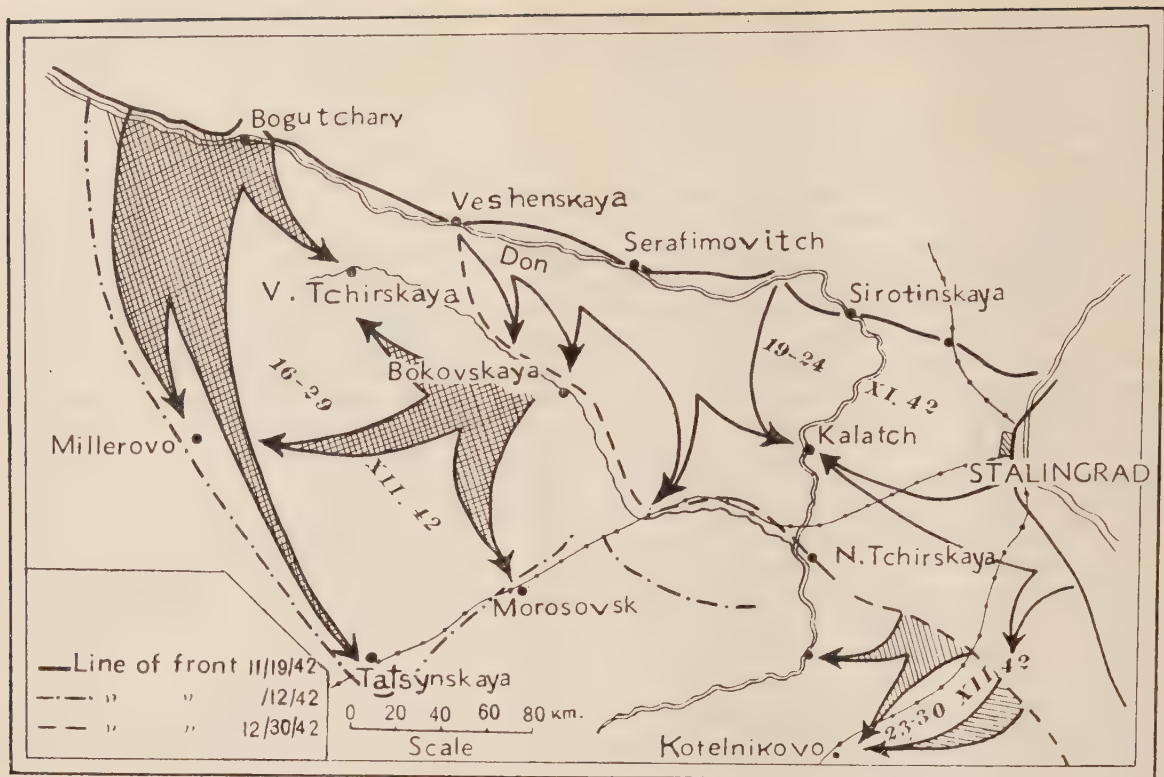 Bogutchary
Veshenskaya
Don
Serafimovitch
V. Tchirskaya
Sirotinskaya
19-24
XI. 42
Bokovskaya
16-29
XII. 42
Millerovo
Kalatch
STALINGRAD
N. Tchirskaya
Morosovsk
Tatsynskaya
23-30 XII. 42
Kotelnikovo
Line of front 11/19/42
" " /12/42
" " 12/30/42
0 10 20 40 60 80 км.
Scale